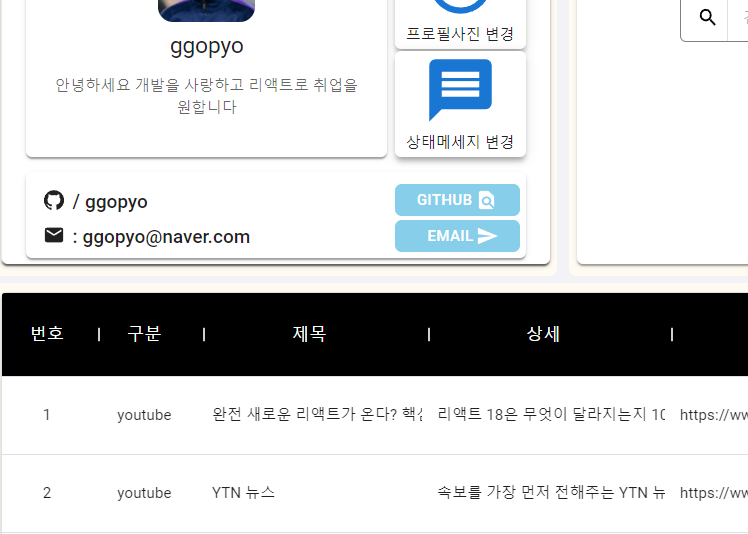 ggopyo
안녕하세요 개발을 사랑하고 리액트로 취업을
원합니다
프로필사진 변경
상태메세지 변경
/ ggopyo
GITHUB
: ggopyo@naver.com
EMAIL
번호 | 구분 | 제목 | 상세 |
1 youtube 완전 새로운 리액트가 온다? 핵심 리액트 18은 무엇이 달라지는지 10 https://ww
2 youtube YTN 뉴스 속보를 가장 먼저 전해주는 YTN 뉴 https://ww